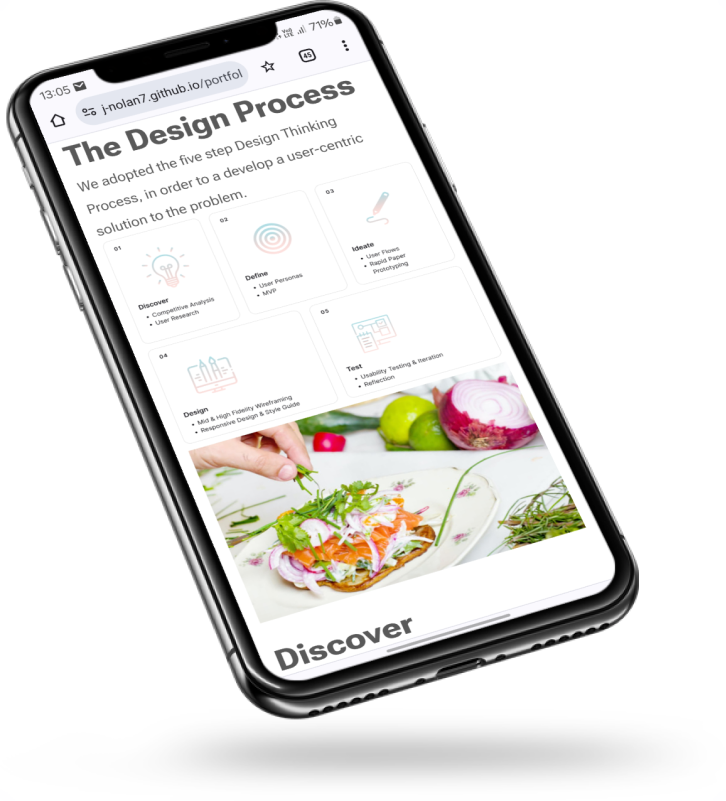 13:05
Vo))
LTE
71%
j-nolan7.github.io/portfol
45
The Design Process
We adopted the five step Design Thinking
Process, in order to a develop a user-centric
solution to the problem.
01
Discover
• Competitive Analysis
• User Research
02
Define
• User Personas
• MVP
03
Ideate
• User Flows
• Rapid Paper
Prototyping
04
Design
• Mid & High Fidelity Wireframing
• Responsive Design & Style Guide
05
Test
• Usability Testing & Iteration
• Reflection
Discover